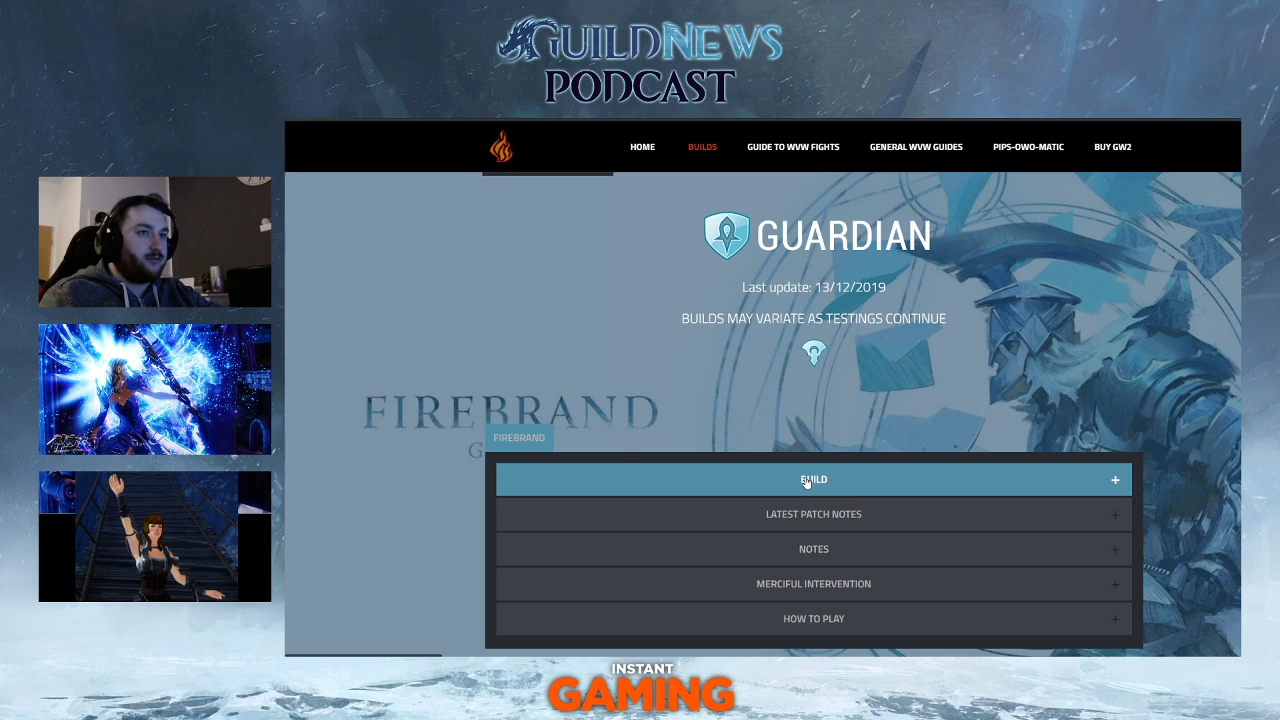 GUILDNEWS
PODCAST
HOME
BUILDS
GUIDE TO WVW FIGHTS
GENERAL WVW GUIDES
PIPS-OWO-MATIC
BUY GW2
GUARDIAN
Last update: 13/12/2019
BUILDS MAY VARIATE AS TESTINGS CONTINUE
FIREBRAND
FIREBRAND
BUILD
LATEST PATCH NOTES
NOTES
MERCIFUL INTERVENTION
HOW TO PLAY
INSTANT
GAMING